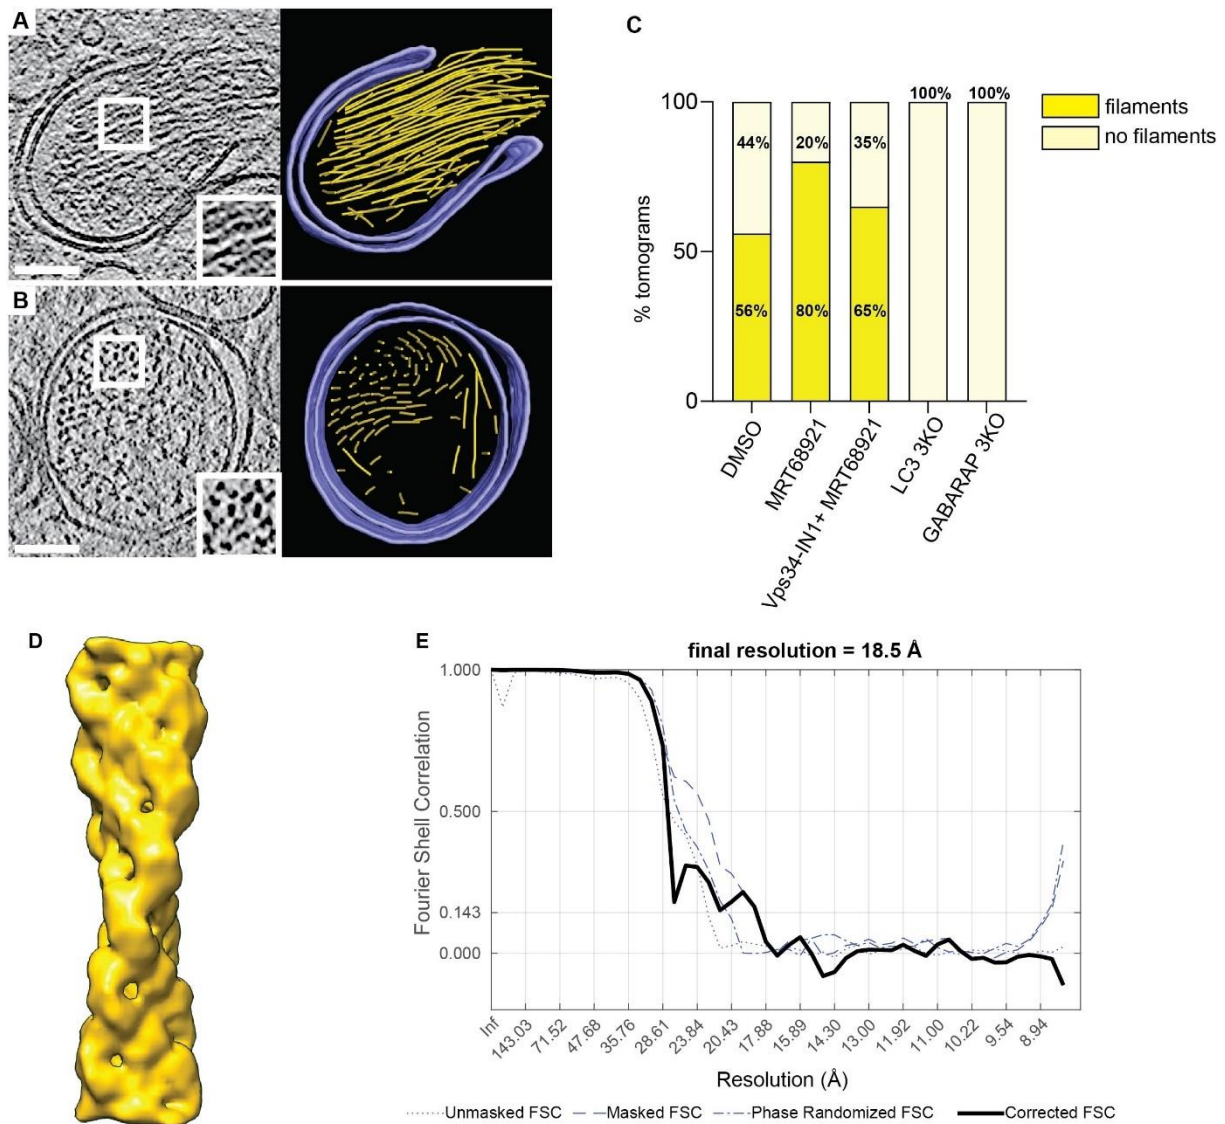 A
B
C
% tomograms
100
50
0
44%
20%
35%
100%
100%
56%
80%
65%
DMSO
MRT68921
Vps34-IN1+ MRT68921
LC3 3KO
GABARAP 3KO
filaments
no filaments
D
E
final resolution = 18.5 Å
Fourier Shell Correlation
1.000
0.500
0.143
0.000
Inf
143.03
71.52
47.68
35.76
28.61
23.84
20.43
17.88
15.89
14.30
13.00
11.92
11.00
10.22
9.54
8.94
Resolution (Å)
Unmasked FSC
Masked FSC
Phase Randomized FSC
Corrected FSC